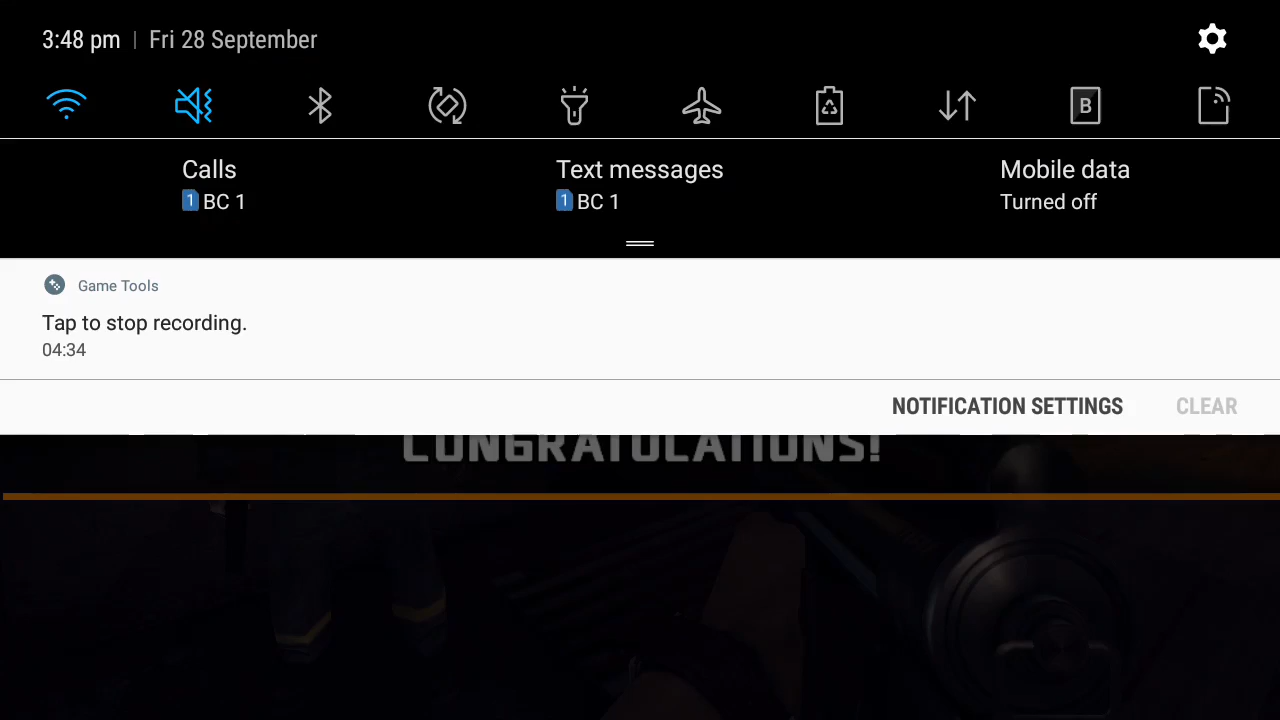 3:48 pm | Fri 28 September
B
Calls
Text messages
Mobile data
1 BC 1
1 BC 1
Turned off
Game Tools
Tap to stop recording.
04:34
NOTIFICATION SETTINGS
CLEAR
CONGRATULATIONS!